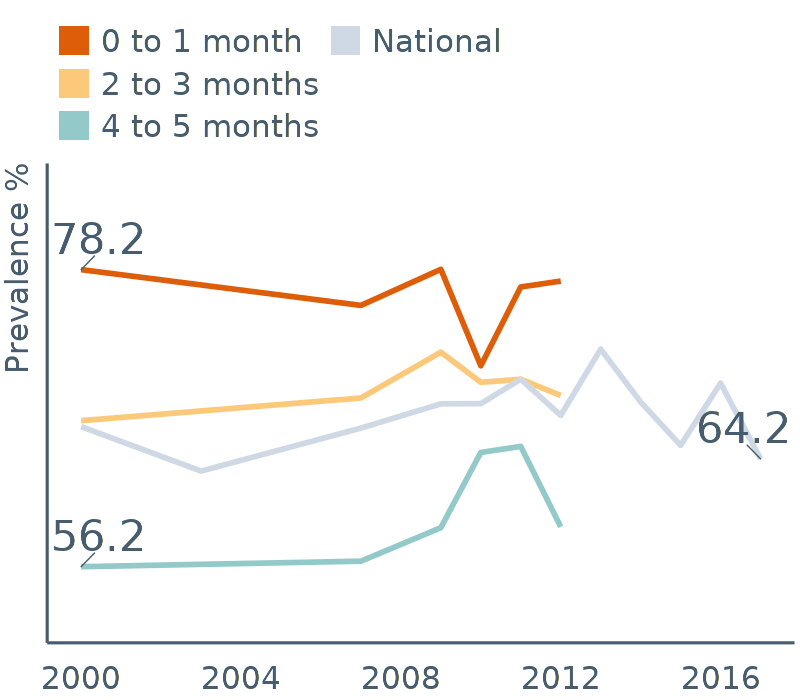 0 to 1 month
National
2 to 3 months
4 to 5 months
Prevalence %
78.2
64.2
56.2
2000
2004
2008
2012
2016